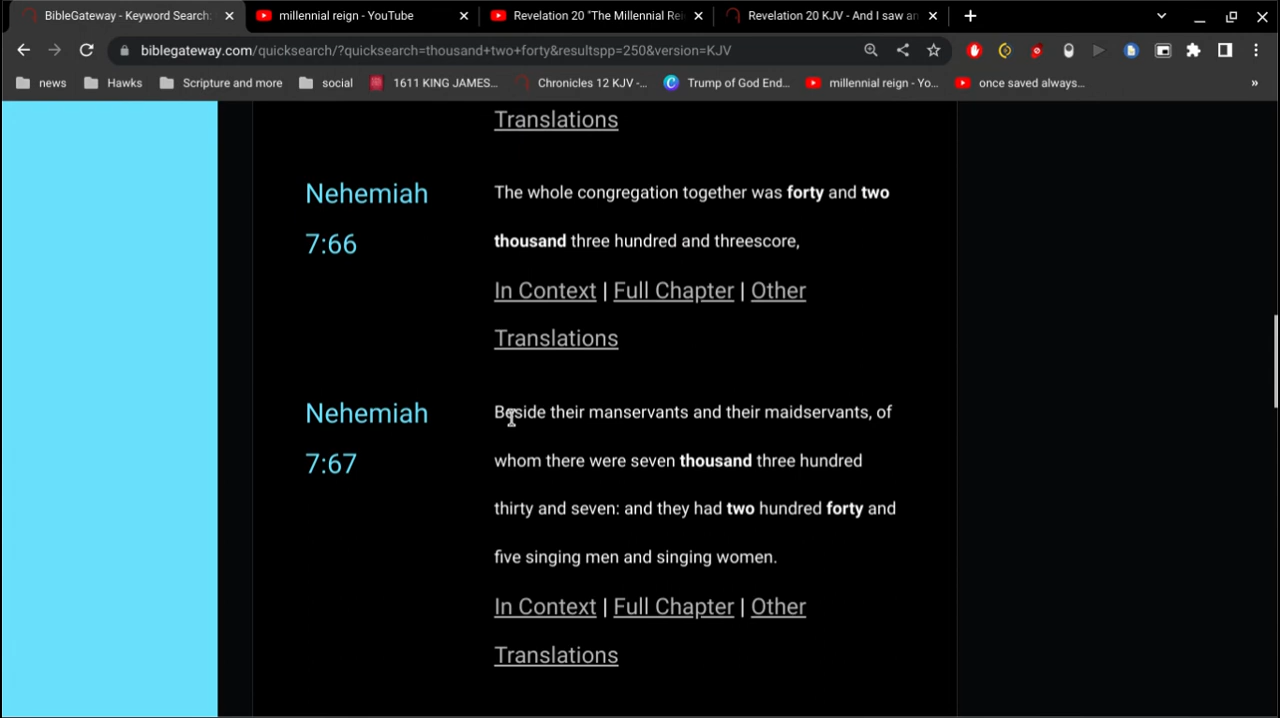 BibleGateway - Keyword Search:
millennial reign - YouTube
Revelation 20 "The Millennial Rei
Revelation 20 KJV - And I saw an
biblegateway.com/quicksearch/?quicksearch=thousand+two+forty&resultspp=250&version=KJV
news
Hawks
Scripture and more
social
1611 KING JAMES...
Chronicles 12 KJV -...
Trump of God End...
millennial reign - Yo...
once saved always...
»
Translations
Nehemiah
7:66
The whole congregation together was forty and two
thousand three hundred and threescore,
In Context | Full Chapter | Other
Translations
Nehemiah
7:67
Beside their manservants and their maidservants, of
whom there were seven thousand three hundred
thirty and seven: and they had two hundred forty and
five singing men and singing women.
In Context | Full Chapter | Other
Translations